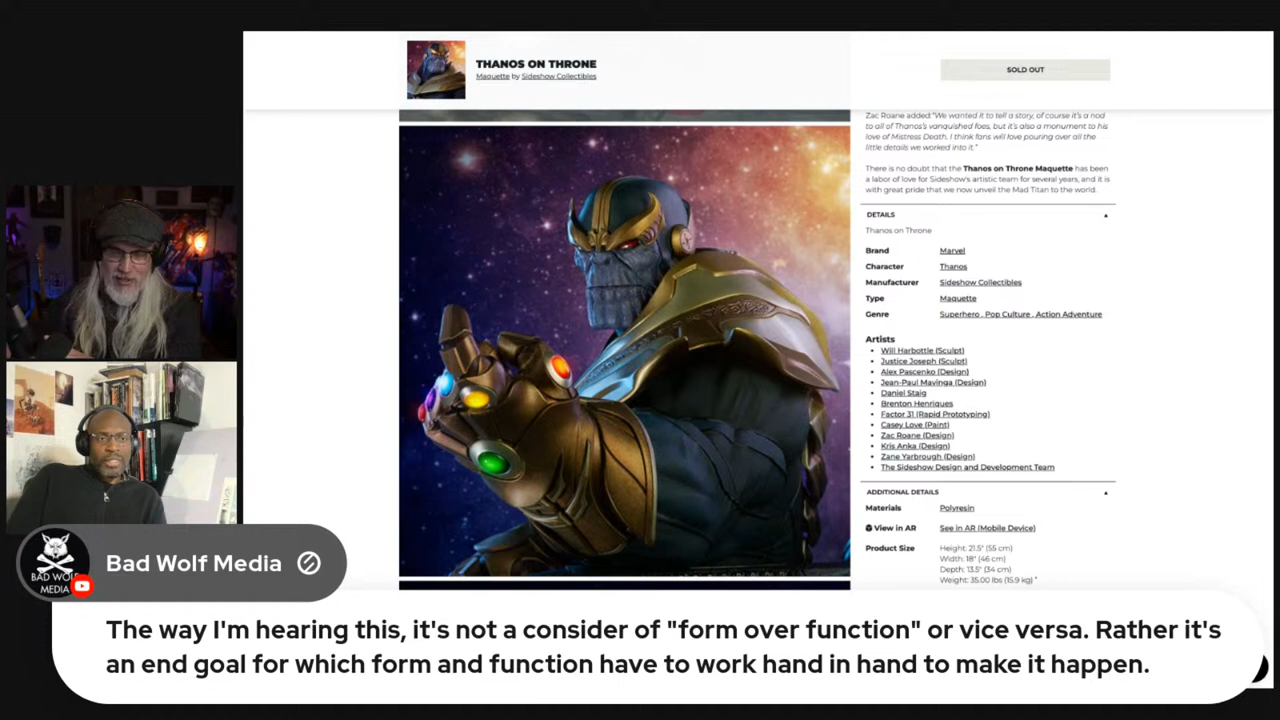 THANOS ON THRONE
Maquette by Sideshow Collectibles
SOLD OUT
Zac Roane added:"We wanted it to tell a story, of course it's a nod
to all of Thanos's vanquished foes, but it's also a monument to his
love of Mistress Death. I think fans will love pouring over all the
little details we worked into it."
There is no doubt that the Thanos on Throne Maquette has been
a labor of love for Sideshow's artistic team for several years, and it is
with great pride that we now unveil the Mad Titan to the world.
DETAILS
Thanos on Throne
Brand Marvel
Character Thanos
Manufacturer Sideshow Collectibles
Type Maquette
Genre Superhero , Pop Culture , Action Adventure
Artists
Will Harbottle (Sculpt)
Justice Joseph (Sculpt)
Alex Pascenko (Design)
Jean-Paul Mavinga (Design)
Daniel Staig
Brenton Henriques
Factor 31 (Rapid Prototyping)
Casey Love (Paint)
Zac Roane (Design)
Kris Anka (Design)
Zane Yarbrough (Design)
The Sideshow Design and Development Team
ADDITIONAL DETAILS
Materials Polyresin
View in AR See in AR (Mobile Device)
Product Size Height: 21.5" (55 cm)
Width: 18" (46 cm)
Depth: 13.5" (34 cm)
Weight: 35.00 lbs (15.9 kg) *
BAD WOLF
MEDIA
Bad Wolf Media
The way I'm hearing this, it's not a consider of "form over function" or vice versa. Rather it's
an end goal for which form and function have to work hand in hand to make it happen.